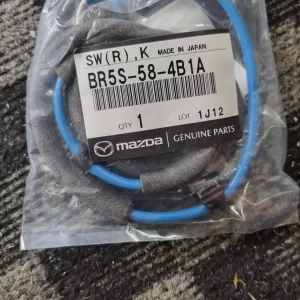 SW(R),K MADE IN JAPAN
BR5S-58-4B1A
QTY 1 LOT 1J12
mazda GENUINE PARTS